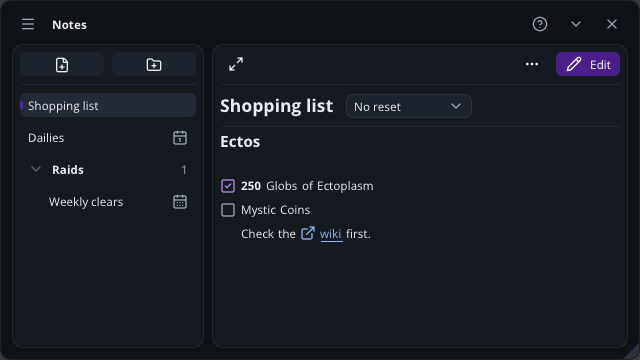 Notes
Edit
Shopping list
Dailies
Raids 1
Weekly clears
Shopping list No reset
Ectos
250 Globs of Ectoplasm
Mystic Coins
Check the wiki first.